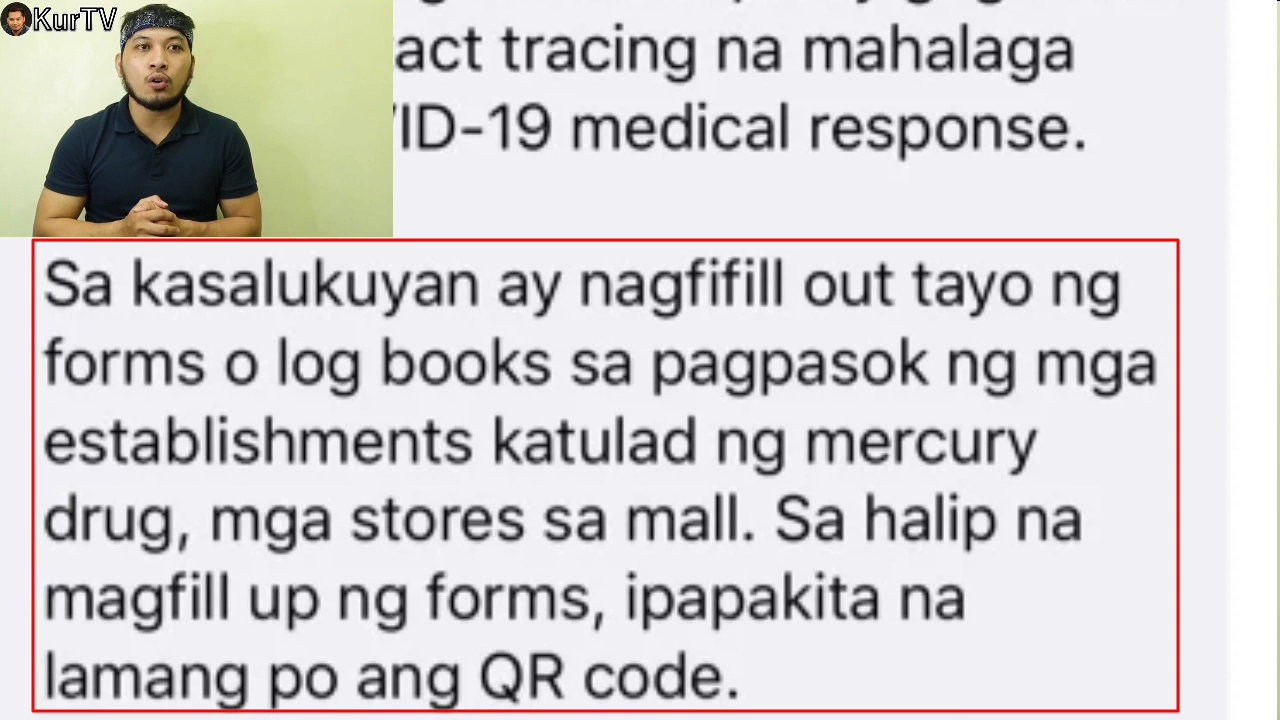 KurTV
act tracing na mahalaga
ID-19 medical response.
Sa kasalukuyan ay nagfifill out tayo ng
forms o log books sa pagpasok ng mga
establishments katulad ng mercury
drug, mga stores sa mall. Sa halip na
magfill up ng forms, ipapakita na
lamang po ang QR code.